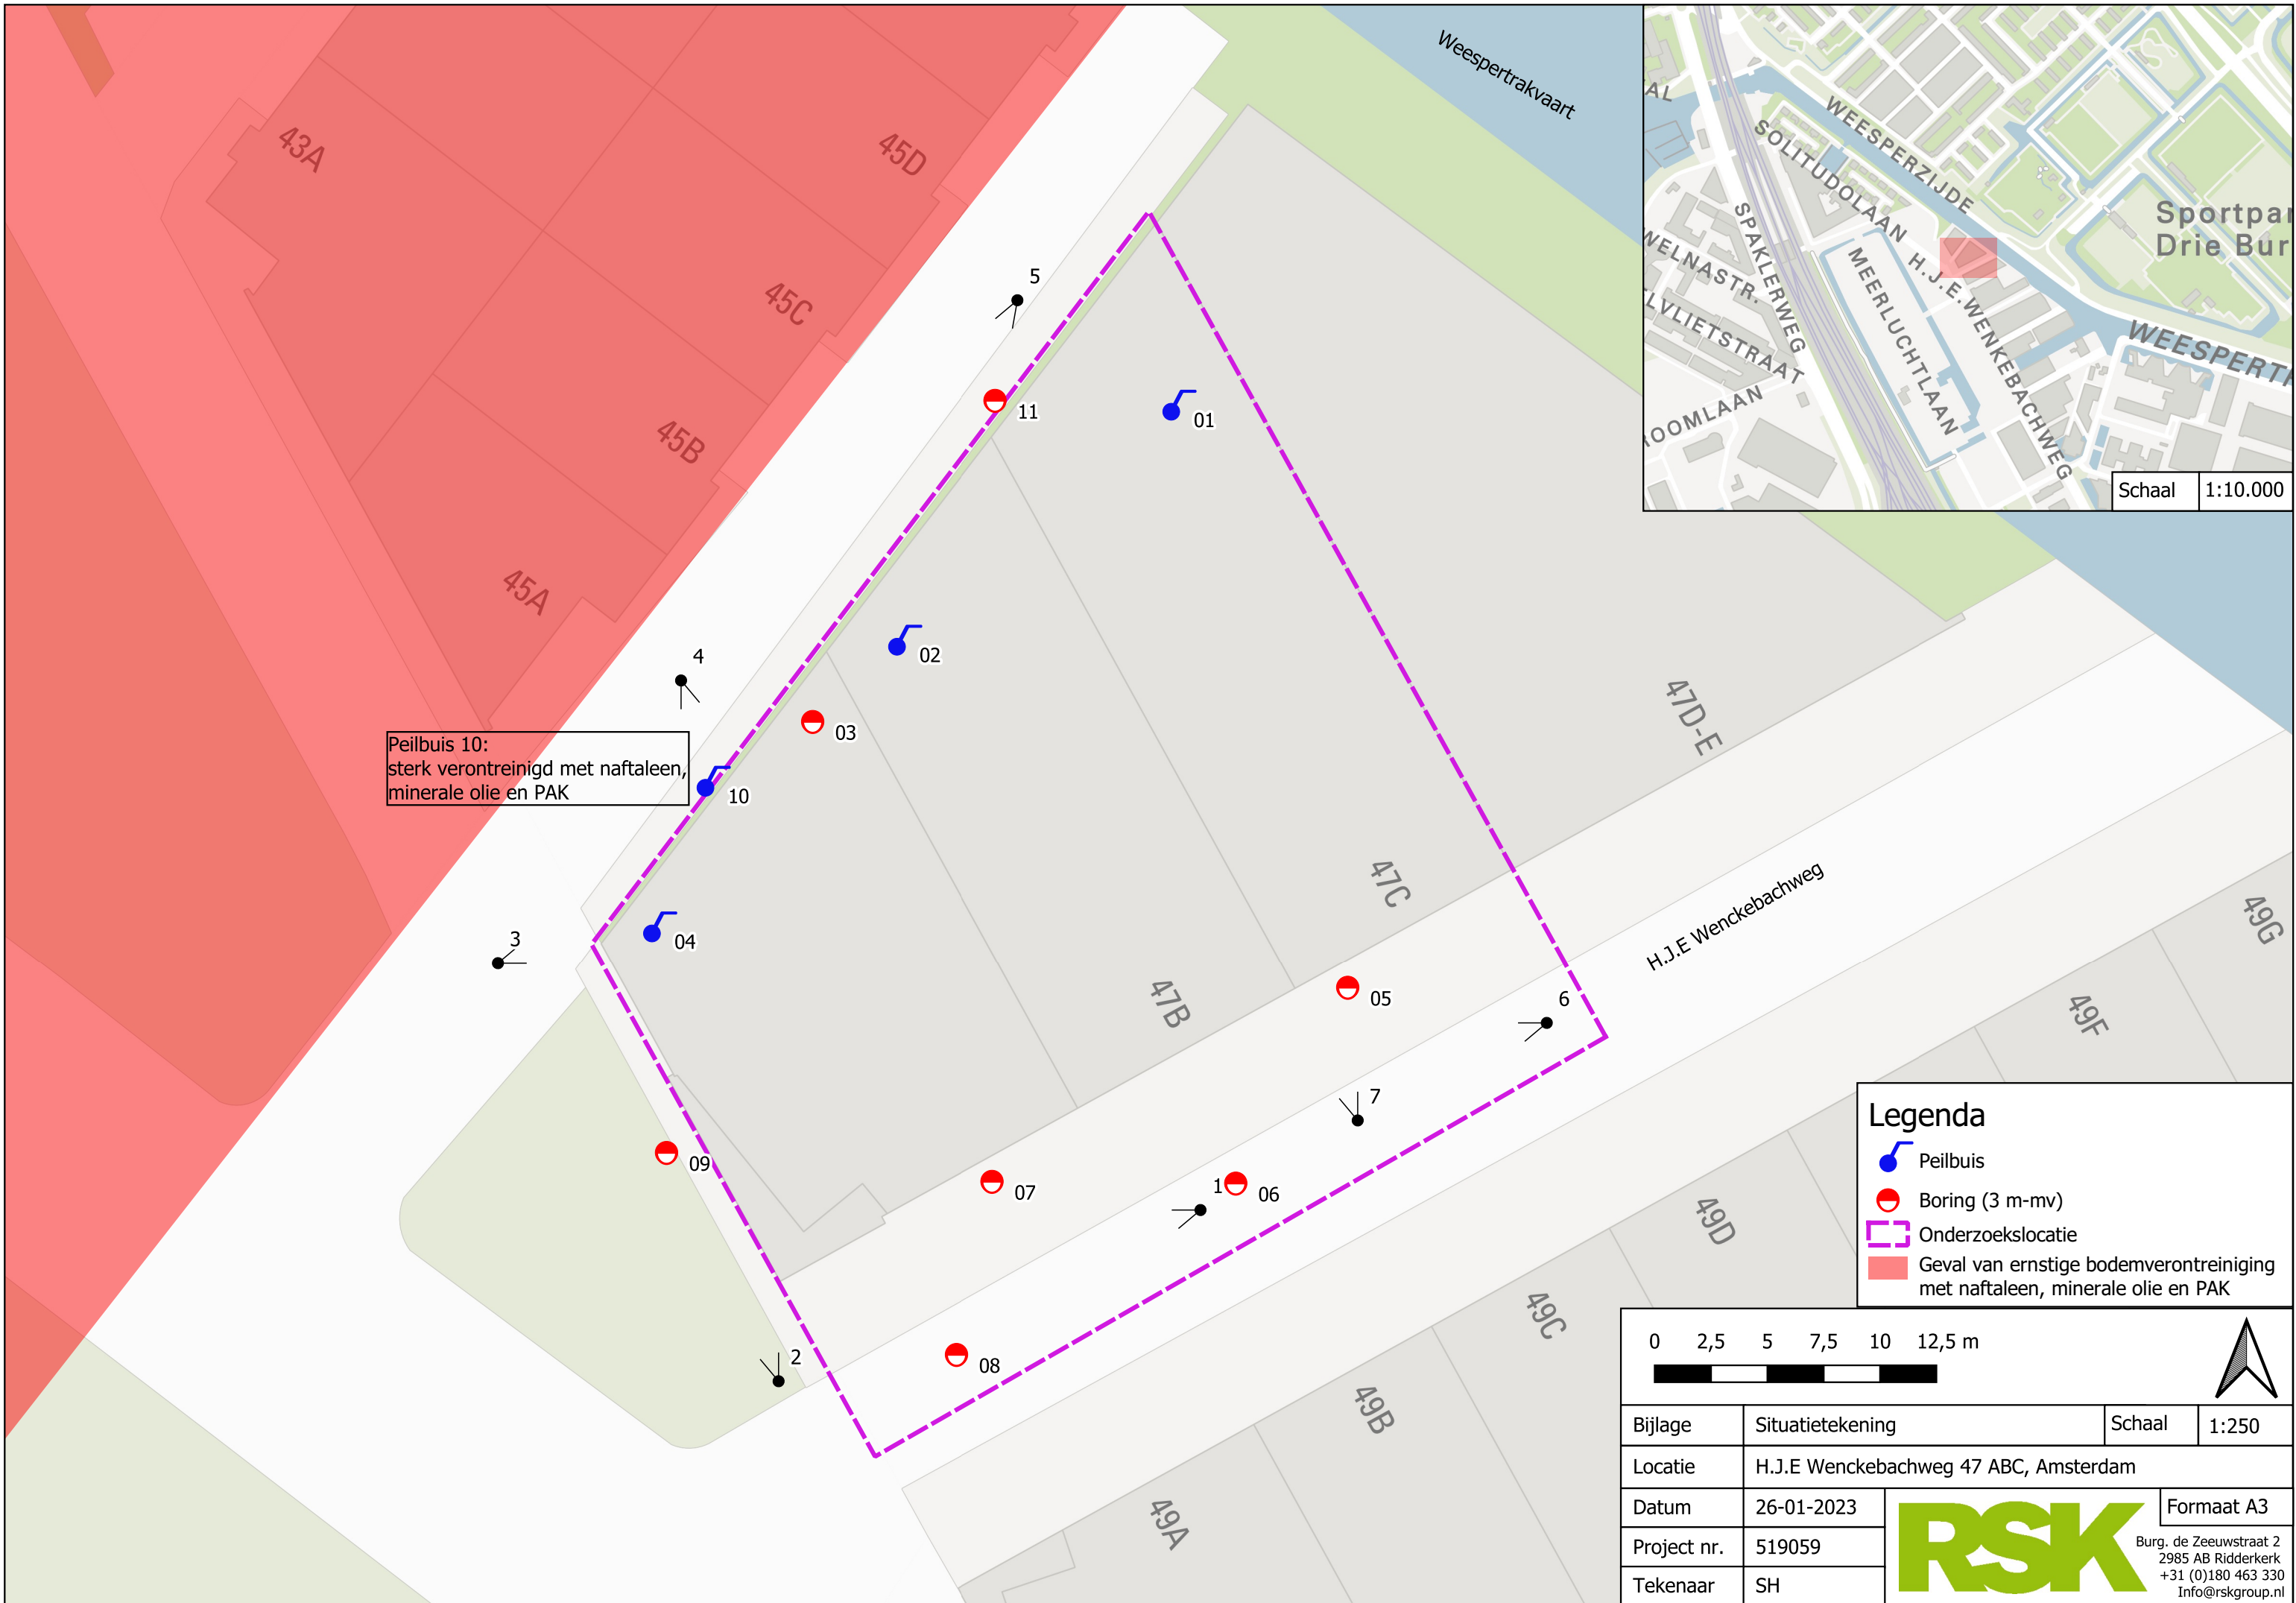 Weespertrakvaart
43A
45D
45C
45B
45A
5
11
01
4
02
03
Peilbuis 10:
sterk verontreinigd met naftaleen,
minerale olie en PAK
10
3
04
47D-E
47C
47B
H.J.E Wenckebachweg
05
6
7
09
07
1
06
2
08
49G
49F
49D
49C
49B
49A
AL
WEESPERZIJDE
SOLITUDOLAAN
SPAKLERWEG
WELNASTR.
LVLIETSTRAAT
ROOMLAAN
MEERLUCHTLAAN
H.J.E.WENKEBACHWEG
Sportpar
Drie Bur
WEESPERTR
Schaal 1:10.000
Legenda
Peilbuis
Boring (3 m-mv)
Onderzoekslocatie
Geval van ernstige bodemverontreiniging
met naftaleen, minerale olie en PAK
0 2,5 5 7,5 10 12,5 m
Bijlage Situatietekening Schaal 1:250
Locatie H.J.E Wenckebachweg 47 ABC, Amsterdam
Datum 26-01-2023
Project nr. 519059
Tekenaar SH
RSK
Formaat A3
Burg. de Zeeuwstraat 2
2985 AB Ridderkerk
+31 (0)180 463 330
Info@rskgroup.nl